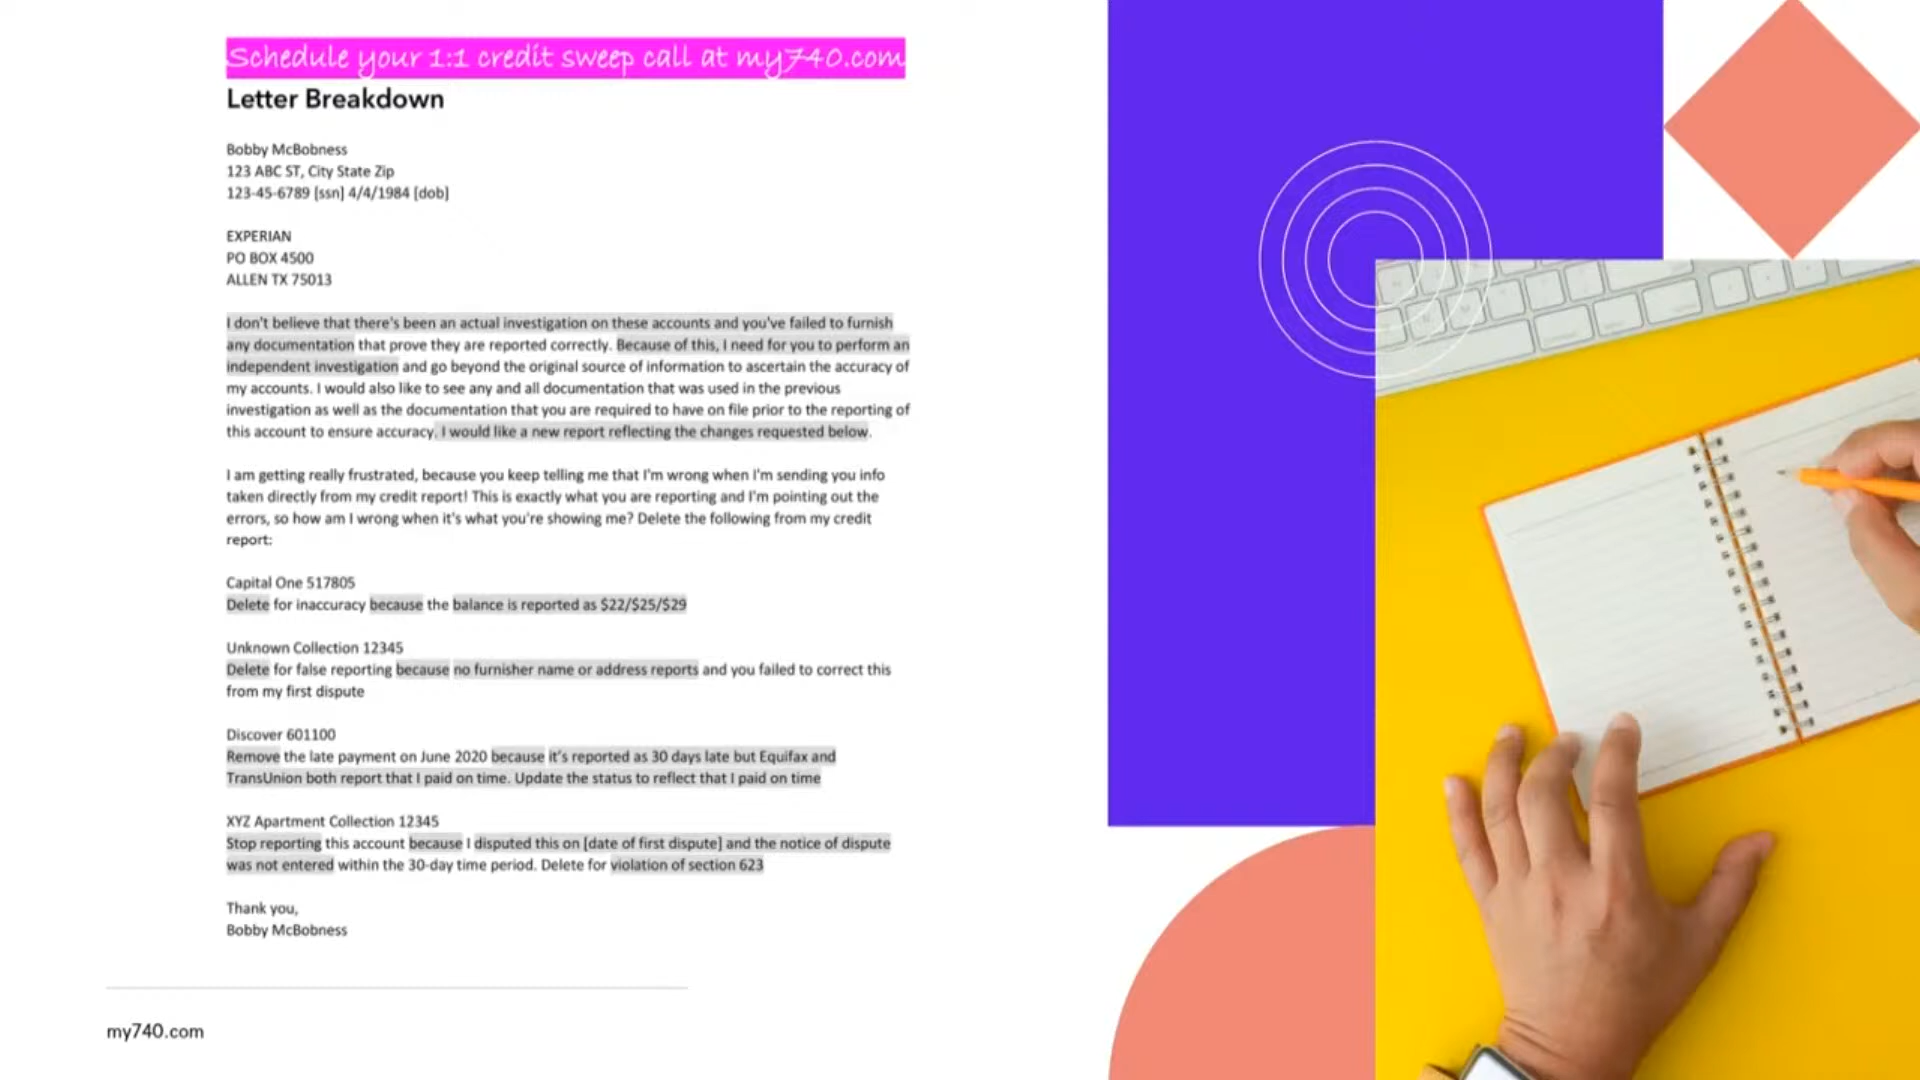 Schedule your 1:1 credit sweep call at my740.com
Letter Breakdown
Bobby McBobness
123 ABC ST, City State Zip
123-45-6789 [ssn] 4/4/1984 [dob]
EXPERIAN
PO BOX 4500
ALLEN TX 75013
I don't believe that there's been an actual investigation on these accounts and you've failed to furnish
any documentation that prove they are reported correctly. Because of this, I need for you to perform an
independent investigation and go beyond the original source of information to ascertain the accuracy of
my accounts. I would also like to see any and all documentation that was used in the previous
investigation as well as the documentation that you are required to have on file prior to the reporting of
this account to ensure accuracy. I would like a new report reflecting the changes requested below.
I am getting really frustrated, because you keep telling me that I'm wrong when I'm sending you info
taken directly from my credit report! This is exactly what you are reporting and I'm pointing out the
errors, so how am I wrong when it's what you're showing me? Delete the following from my credit
report:
Capital One 517805
Delete for inaccuracy because the balance is reported as $22/$25/$29
Unknown Collection 12345
Delete for false reporting because no furnisher name or address reports and you failed to correct this
from my first dispute
Discover 601100
Remove the late payment on June 2020 because it's reported as 30 days late but Equifax and
TransUnion both report that I paid on time. Update the status to reflect that I paid on time
XYZ Apartment Collection 12345
Stop reporting this account because I disputed this on [date of first dispute] and the notice of dispute
was not entered within the 30-day time period. Delete for violation of section 623
Thank you,
Bobby McBobness
my740.com